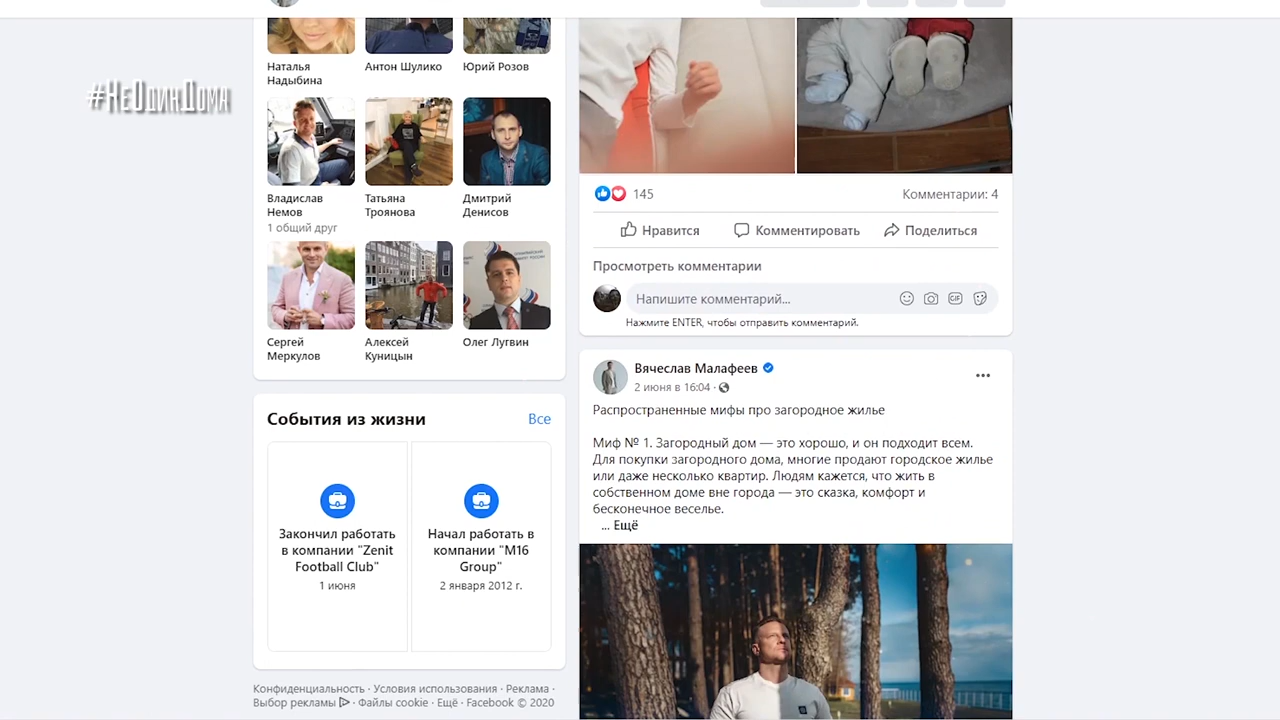 #НеОдинДома
Наталья
Надыбина
Антон Шулико
Юрий Розов
Владислав
Немов
1 общий друг
Татьяна
Троянова
Дмитрий
Денисов
Сергей
Меркулов
Алексей
Куницын
Олег Лугвин
События из жизни
Все
Закончил работать
в компании "Zenit
Football Club"
1 июня
Начал работать в
компании "M16
Group"
2 января 2012 г.
Конфиденциальность · Условия использования · Реклама ·
Выбор рекламы · Файлы cookie · Ещё · Facebook © 2020
145
Комментарии: 4
Нравится
Комментировать
Поделиться
Просмотреть комментарии
Напишите комментарий...
GIF
Нажмите ENTER, чтобы отправить комментарий.
Вячеслав Малафеев
2 июня в 16:04 ·
Распространенные мифы про загородное жилье
Миф № 1. Загородный дом — это хорошо, и он подходит всем.
Для покупки загородного дома, многие продают городское жилье
или даже несколько квартир. Людям кажется, что жить в
собственном доме вне города — это сказка, комфорт и
бесконечное веселье.
... Ещё